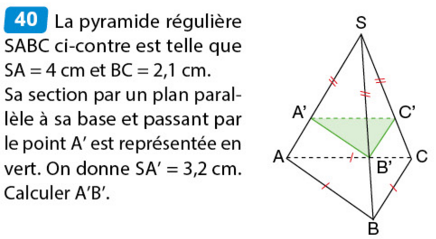 40 La pyramide régulière
SABC ci-contre est telle que
SA = 4 cm et BC = 2,1 cm.
Sa section par un plan paral-
lèle à sa base et passant par
le point A’ est représentée en
vert. On donne SA’ = 3,2 cm.
Calculer A’B’.
S
A’
C’
A
B’
C
B